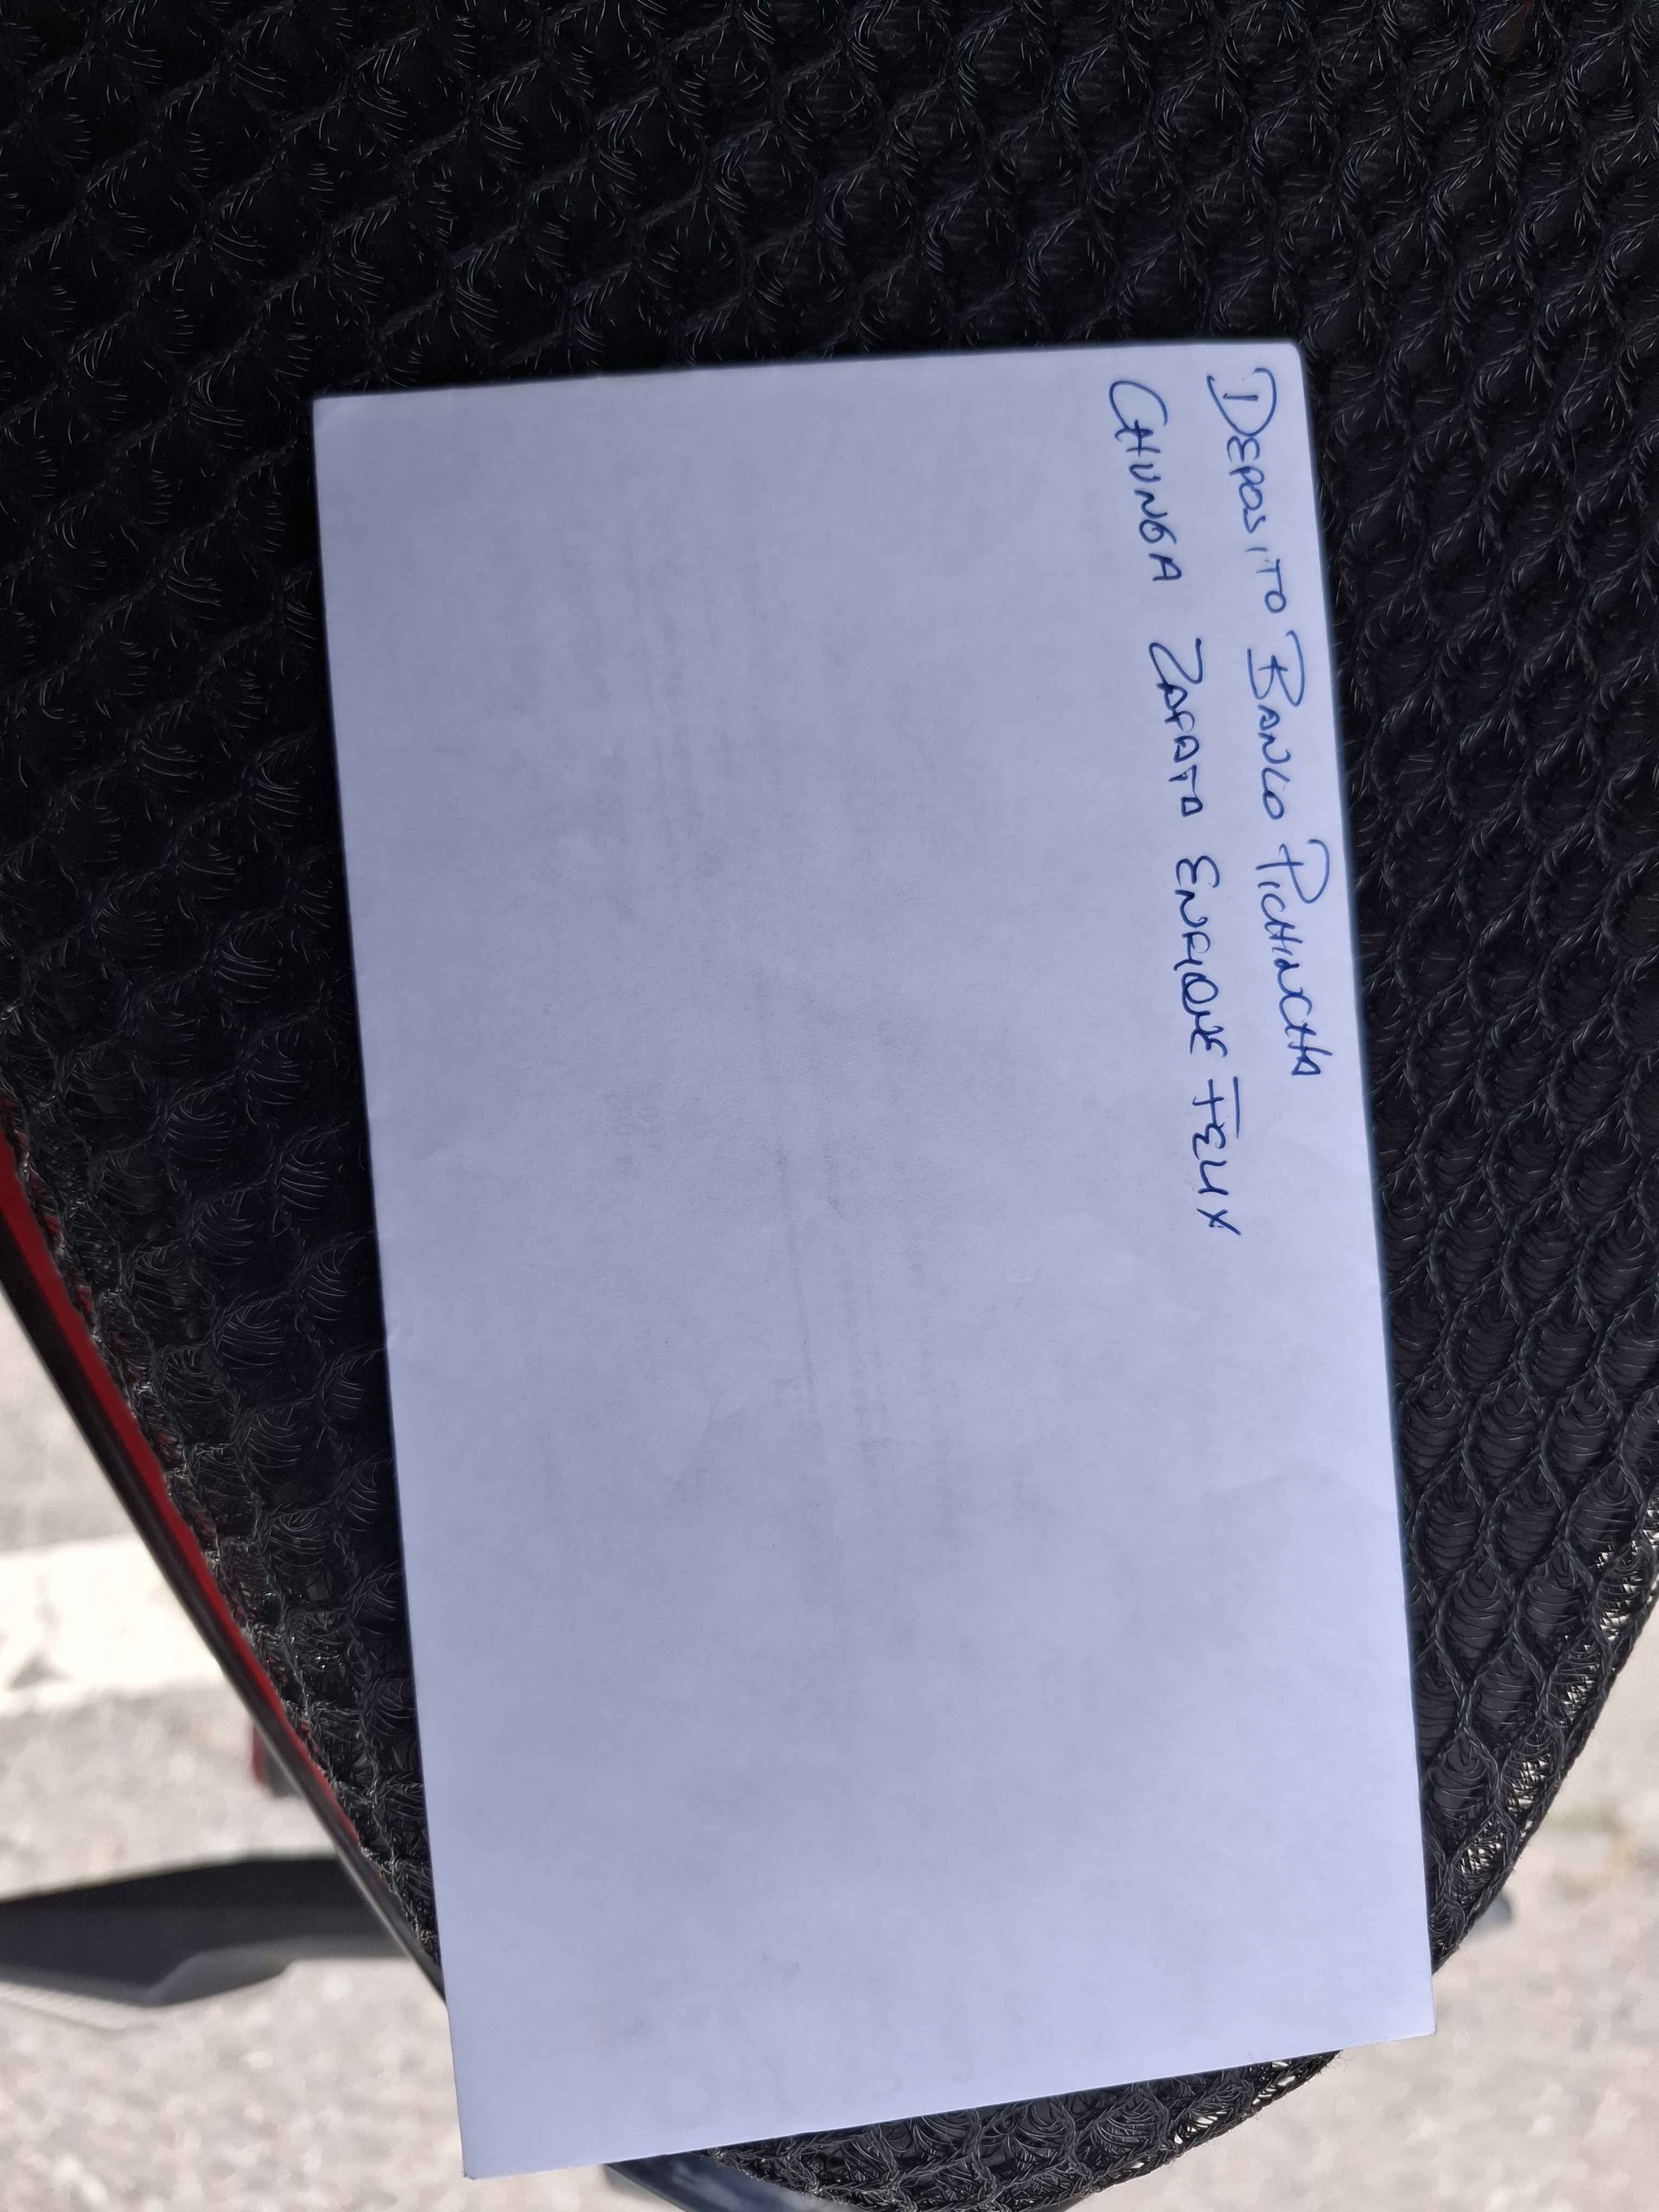 DEPOSITO BANCO PICHINCHA
CHUNGA ZAPATA ENRIQUE FELIX